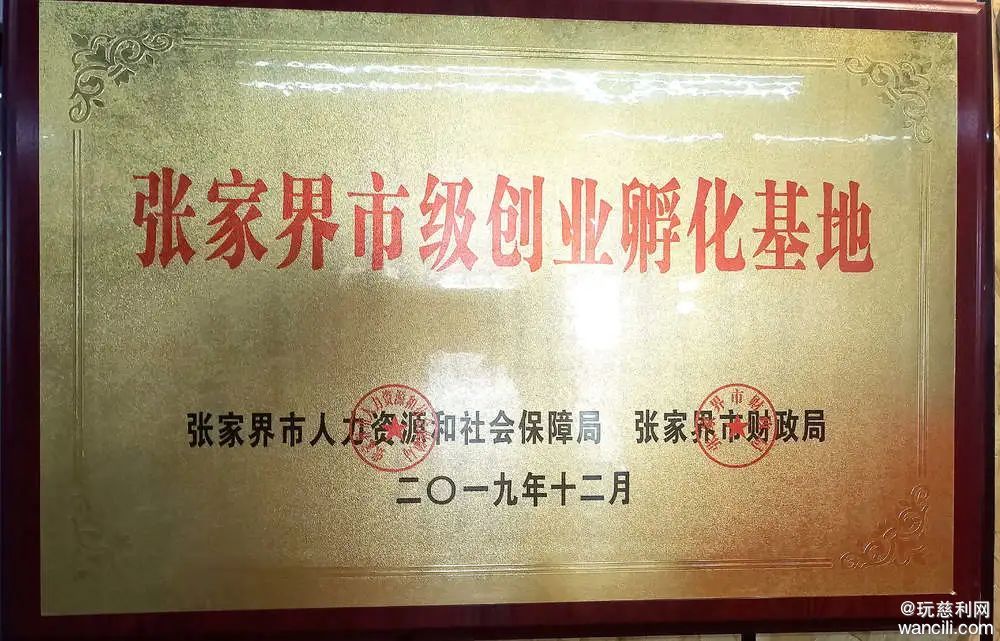 张家界市级创业孵化基地
张家界市人力资源和社会保障局 张家界市财政局
二〇一九年十二月
@玩慈利网
wancili.com